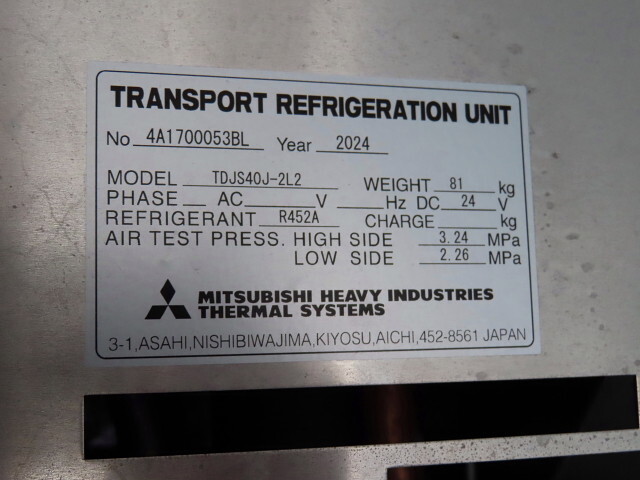 TRANSPORT REFRIGERATION UNIT
No 4A1700053BL Year 2024
MODEL TDJS40J-2L2 WEIGHT 81 kg
PHASE AC V Hz DC 24 V
REFRIGERANT R452A CHARGE kg
AIR TEST PRESS. HIGH SIDE 3.24 MPa
LOW SIDE 2.26 MPa
MITSUBISHI HEAVY INDUSTRIES
THERMAL SYSTEMS
3-1,ASAHI,NISHIBIWAJIMA,KIYOSU,AICHI,452-8561 JAPAN